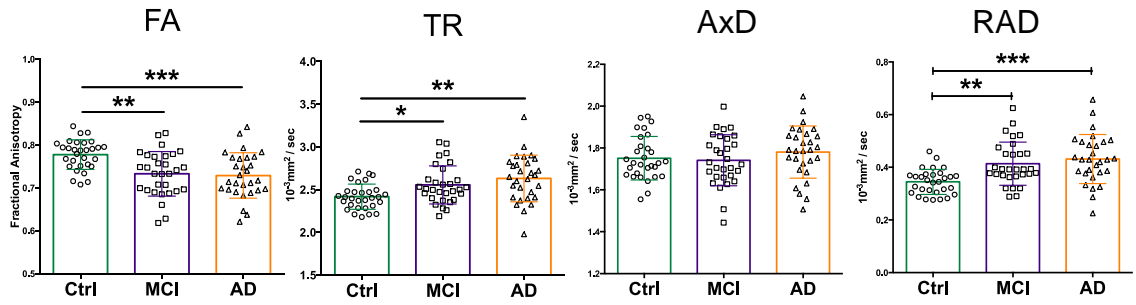 FA
Fractional Anisotropy
1.0
0.9
0.8
0.7
0.6
0.5
***
**
Ctrl MCI AD
TR
10⁻³mm² / sec
4.0
3.5
3.0
2.5
2.0
1.5
**
*
Ctrl MCI AD
AxD
10⁻³mm² / sec
2.2
2.0
1.8
1.6
1.4
1.2
Ctrl MCI AD
RAD
10⁻³mm² / sec
0.8
0.6
0.4
0.2
0.0
***
**
Ctrl MCI AD